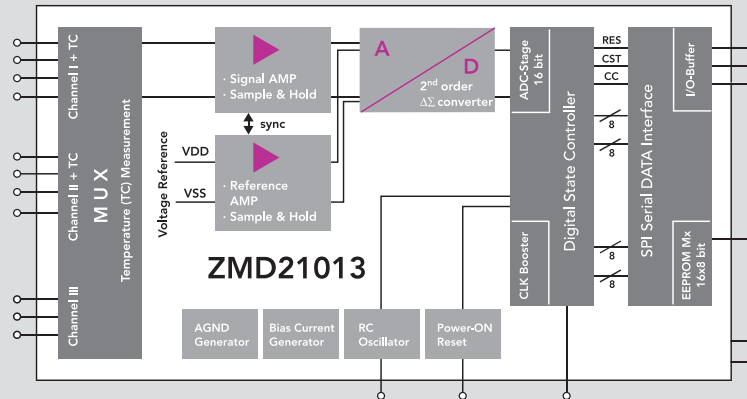 Channel I + TC
Channel II + TC
Channel III
MUX
Temperature (TC) Measurement
· Signal AMP
· Sample & Hold
sync
Voltage Reference
VDD
VSS
· Reference
AMP
· Sample & Hold
A
D
2nd order
ΔΣ converter
ADC-Stage
16 bit
Digital State Controller
CLK Booster
RES
CST
CC
8
8
8
8
SPI Serial DATA Interface
I/O-Buffer
EEPROM Mx
16x8 bit
ZMD21013
AGND
Generator
Bias Current
Generator
RC
Oscillator
Power-ON
Reset